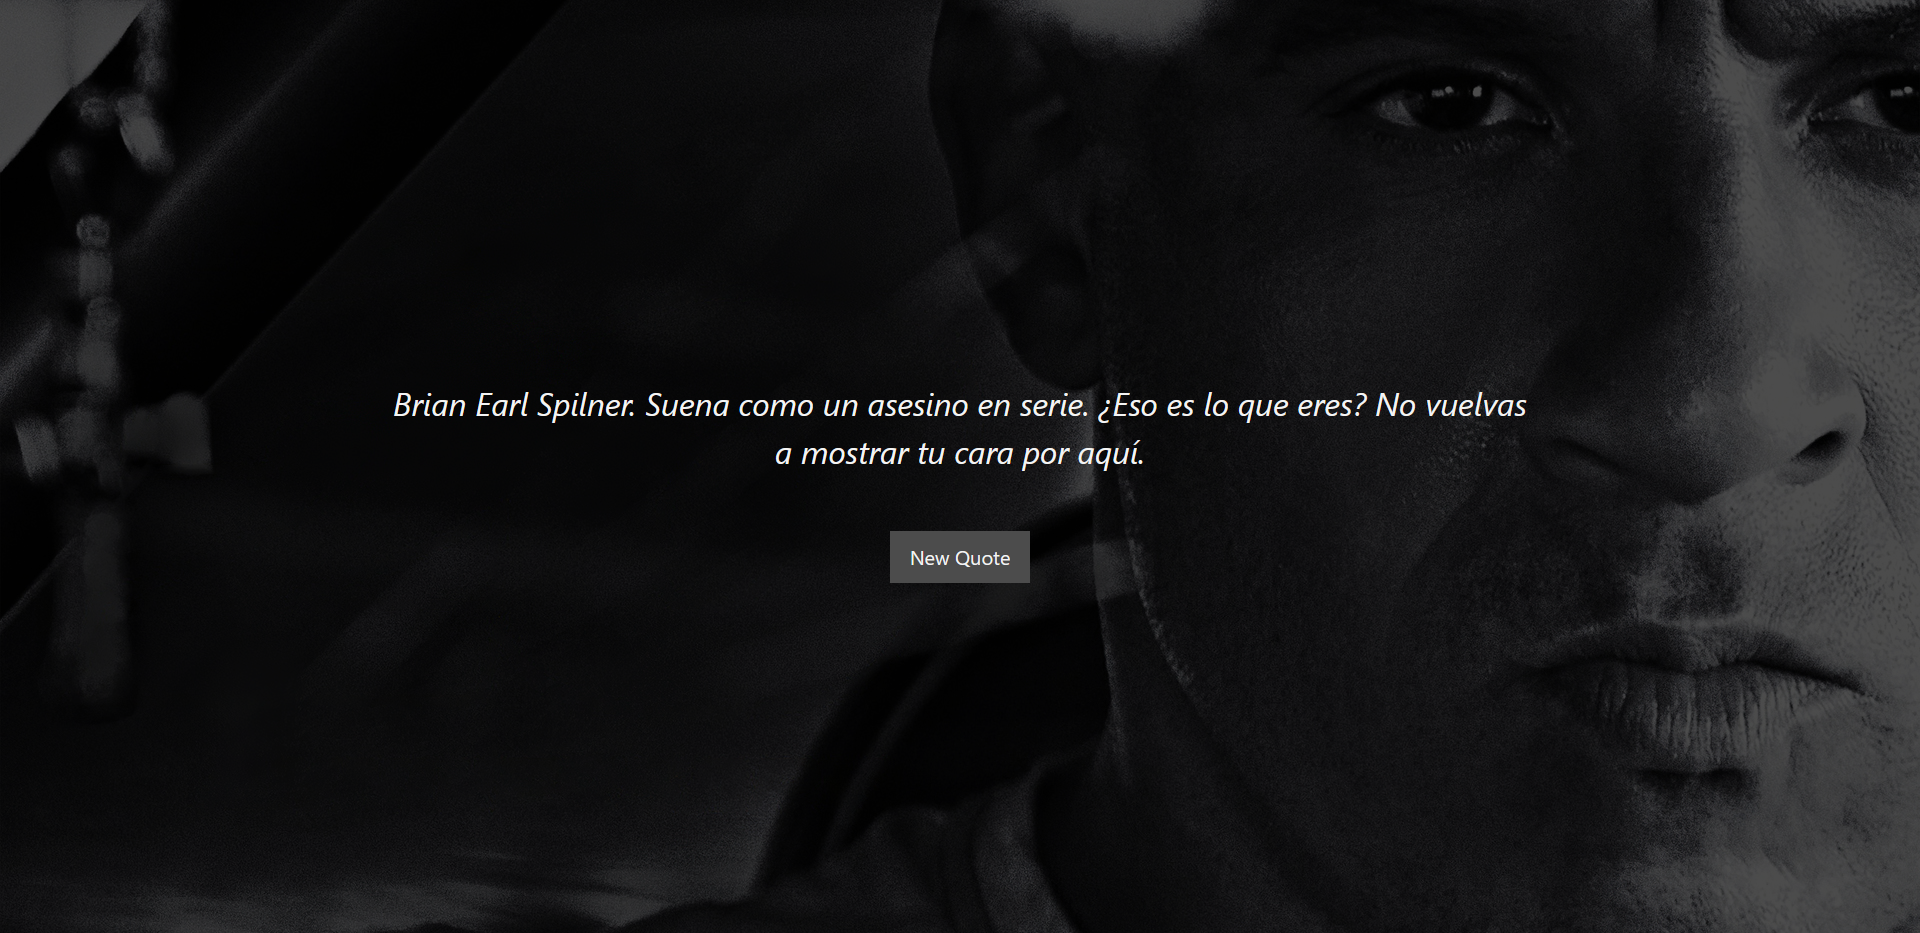 Brian Earl Spilner. Suena como un asesino en serie. ¿Eso es lo que eres? No vuelvas
a mostrar tu cara por aquí.
New Quote